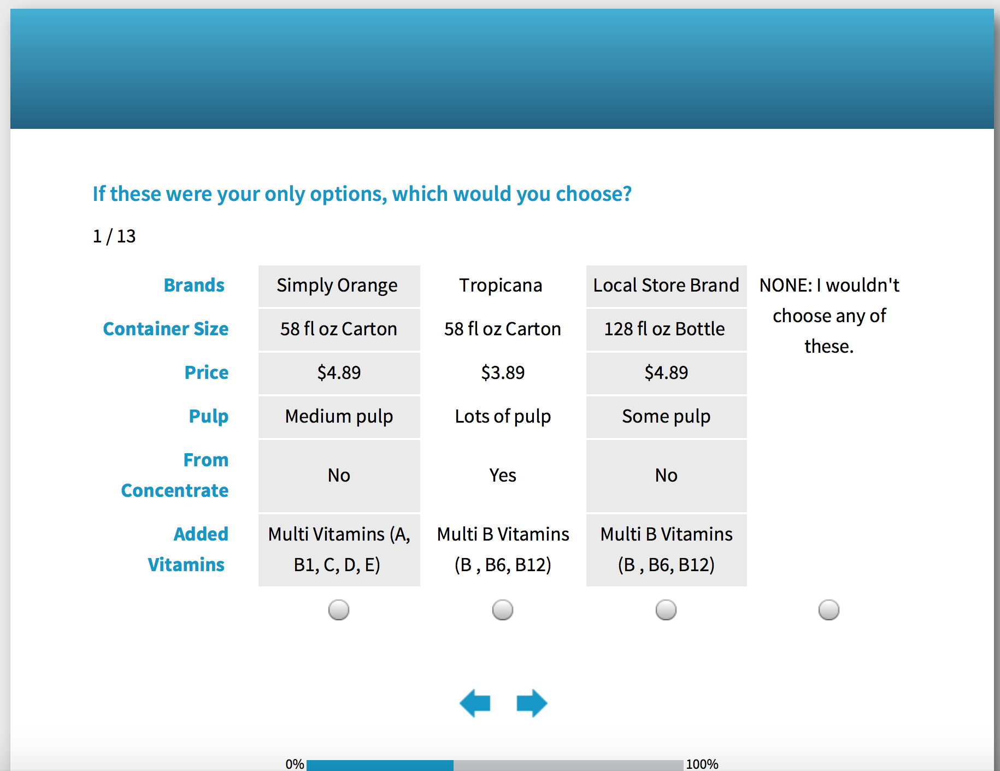 If these were your only options, which would you choose?
1 / 13
Brands Simply Orange Tropicana Local Store Brand NONE: I wouldn't
choose any of
Container Size 58 fl oz Carton 58 fl oz Carton 128 fl oz Bottle
these.
Price $4.89 $3.89 $4.89
Pulp Medium pulp Lots of pulp Some pulp
From
Concentrate No Yes No
Added Multi Vitamins (A, Multi B Vitamins Multi B Vitamins
Vitamins B1, C, D, E) (B , B6, B12) (B , B6, B12)
0% 100%